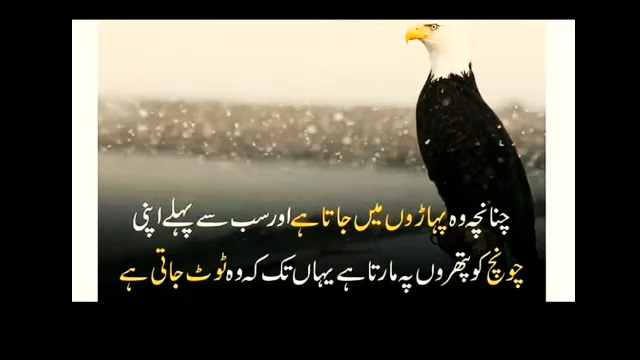 چنانچہ وہ پہاڑوں میں جاتا ہے اور سب سے پہلے اپنی
چونچ کو پتھروں پہ مارتا ہے یہاں تک کہ وہ ٹوٹ جاتی ہے